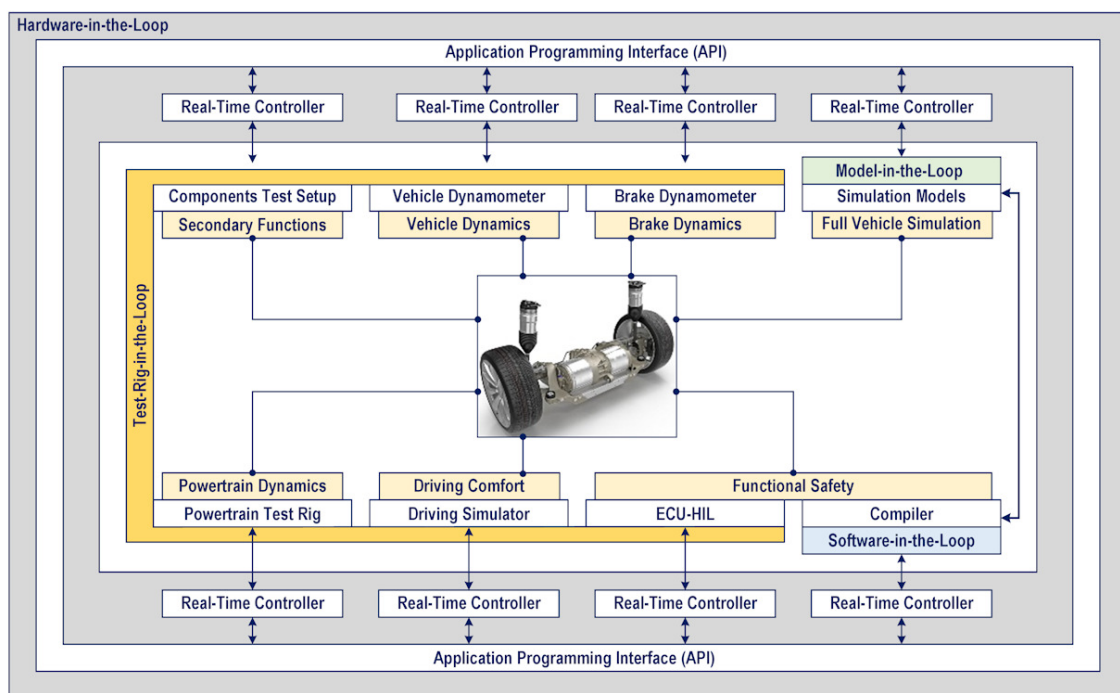 Hardware-in-the-Loop
Application Programming Interface (API)
Real-Time Controller
Real-Time Controller
Real-Time Controller
Real-Time Controller
Model-in-the-Loop
Components Test Setup
Vehicle Dynamometer
Brake Dynamometer
Simulation Models
Secondary Functions
Vehicle Dynamics
Brake Dynamics
Full Vehicle Simulation
Test-Rig-in-the-Loop
Powertrain Dynamics
Driving Comfort
Functional Safety
Powertrain Test Rig
Driving Simulator
ECU-HIL
Compiler
Software-in-the-Loop
Real-Time Controller
Real-Time Controller
Real-Time Controller
Real-Time Controller
Application Programming Interface (API)